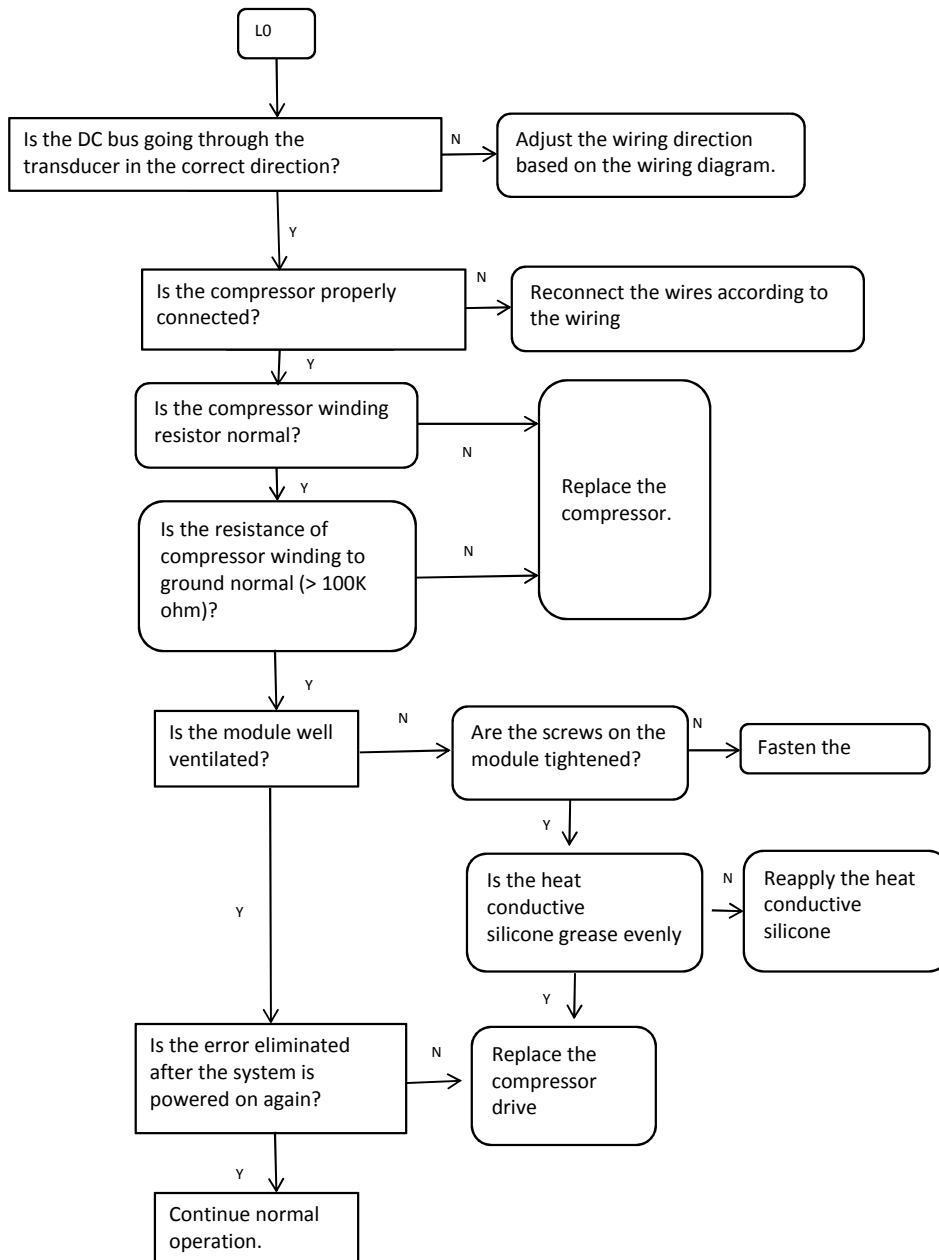 L0
Is the DC bus going through the
transducer in the correct direction?
N
Adjust the wiring direction
based on the wiring diagram.
Y
Is the compressor properly
connected?
N
Reconnect the wires according to
the wiring
Y
Is the compressor winding
resistor normal?
N
Replace the
compressor.
Y
Is the resistance of
compressor winding to
ground normal (> 100K
ohm)?
N
Y
Is the module well
ventilated?
N
Are the screws on the
module tightened?
N
Fasten the
Y
Is the heat
conductive
silicone grease evenly
N
Reapply the heat
conductive
silicone
Y
Y
Is the error eliminated
after the system is
powered on again?
N
Replace the
compressor
drive
Y
Continue normal
operation.